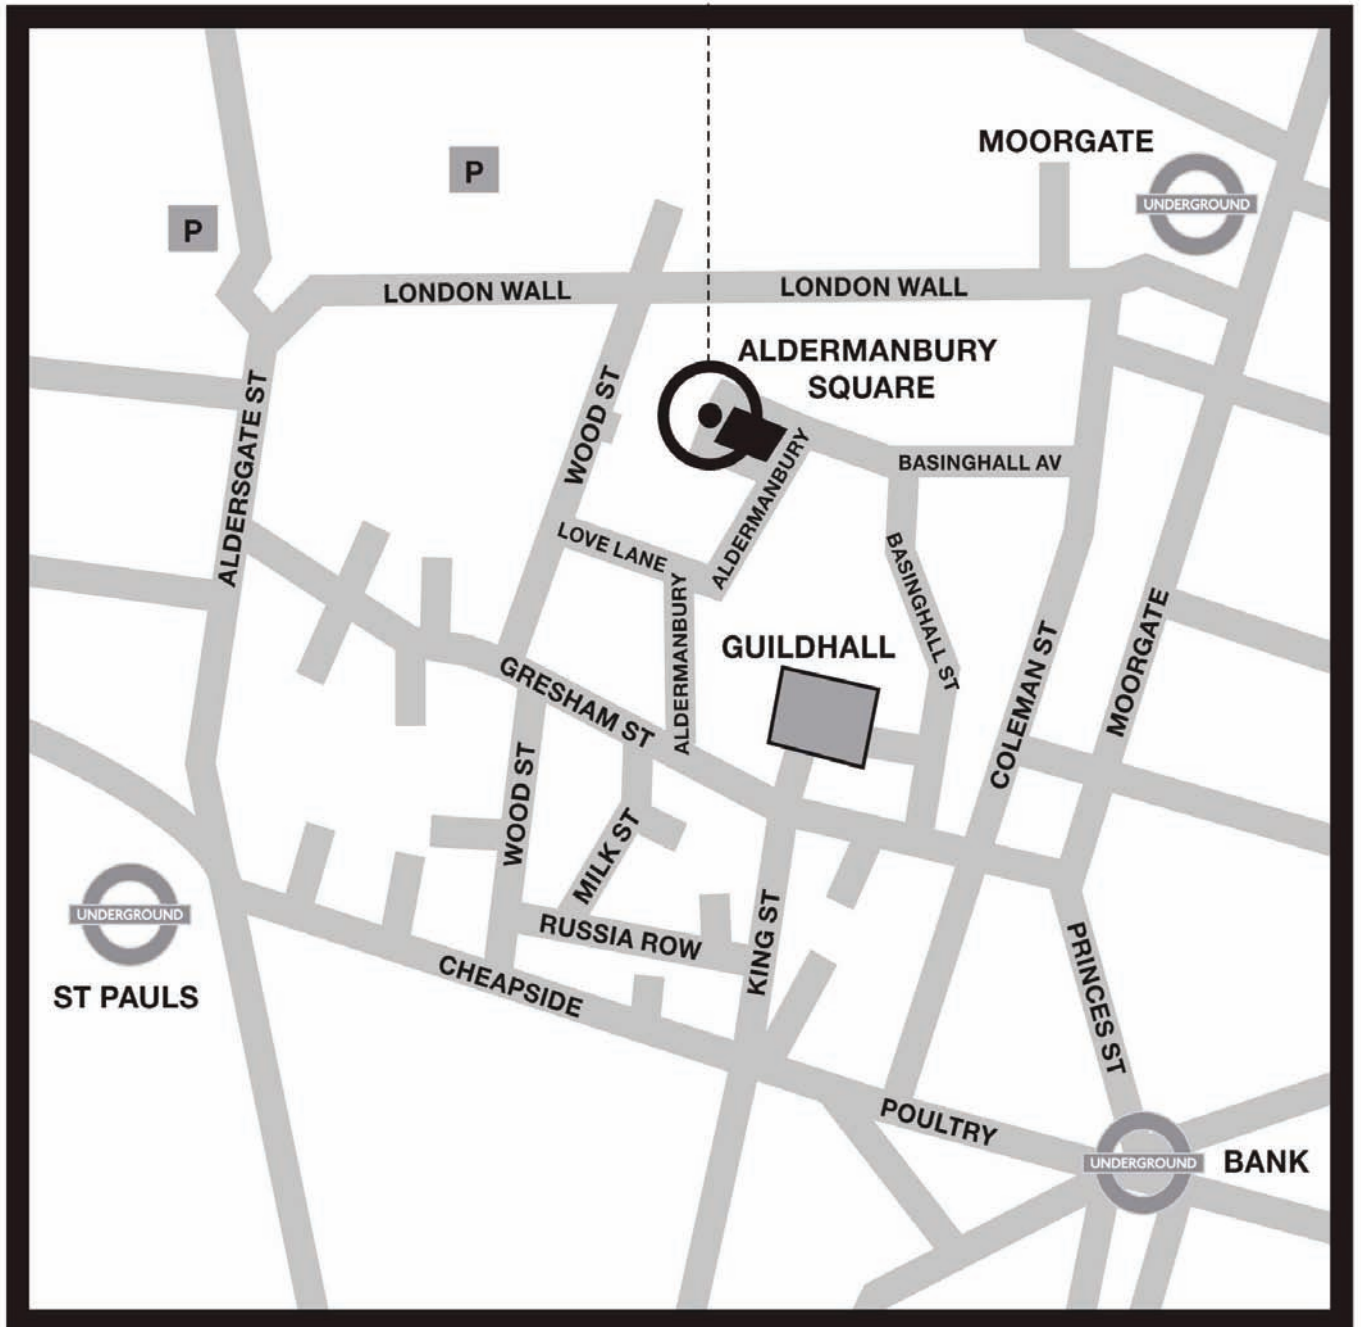 MOORGATE
P
UNDERGROUND
P
LONDON WALL
LONDON WALL
ALDERMANBURY
SQUARE
WOOD ST
ALDERSGATE ST
ALDERMANBURY
BASINGHALL AV
LOVE LANE
BASINGHALL ST
ALDERMANBURY
GUILDHALL
COLEMAN ST
MOORGATE
GRESHAM ST
WOOD ST
MILK ST
UNDERGROUND
ST PAULS
RUSSIA ROW
KING ST
CHEAPSIDE
PRINCES ST
POULTRY
UNDERGROUND
BANK